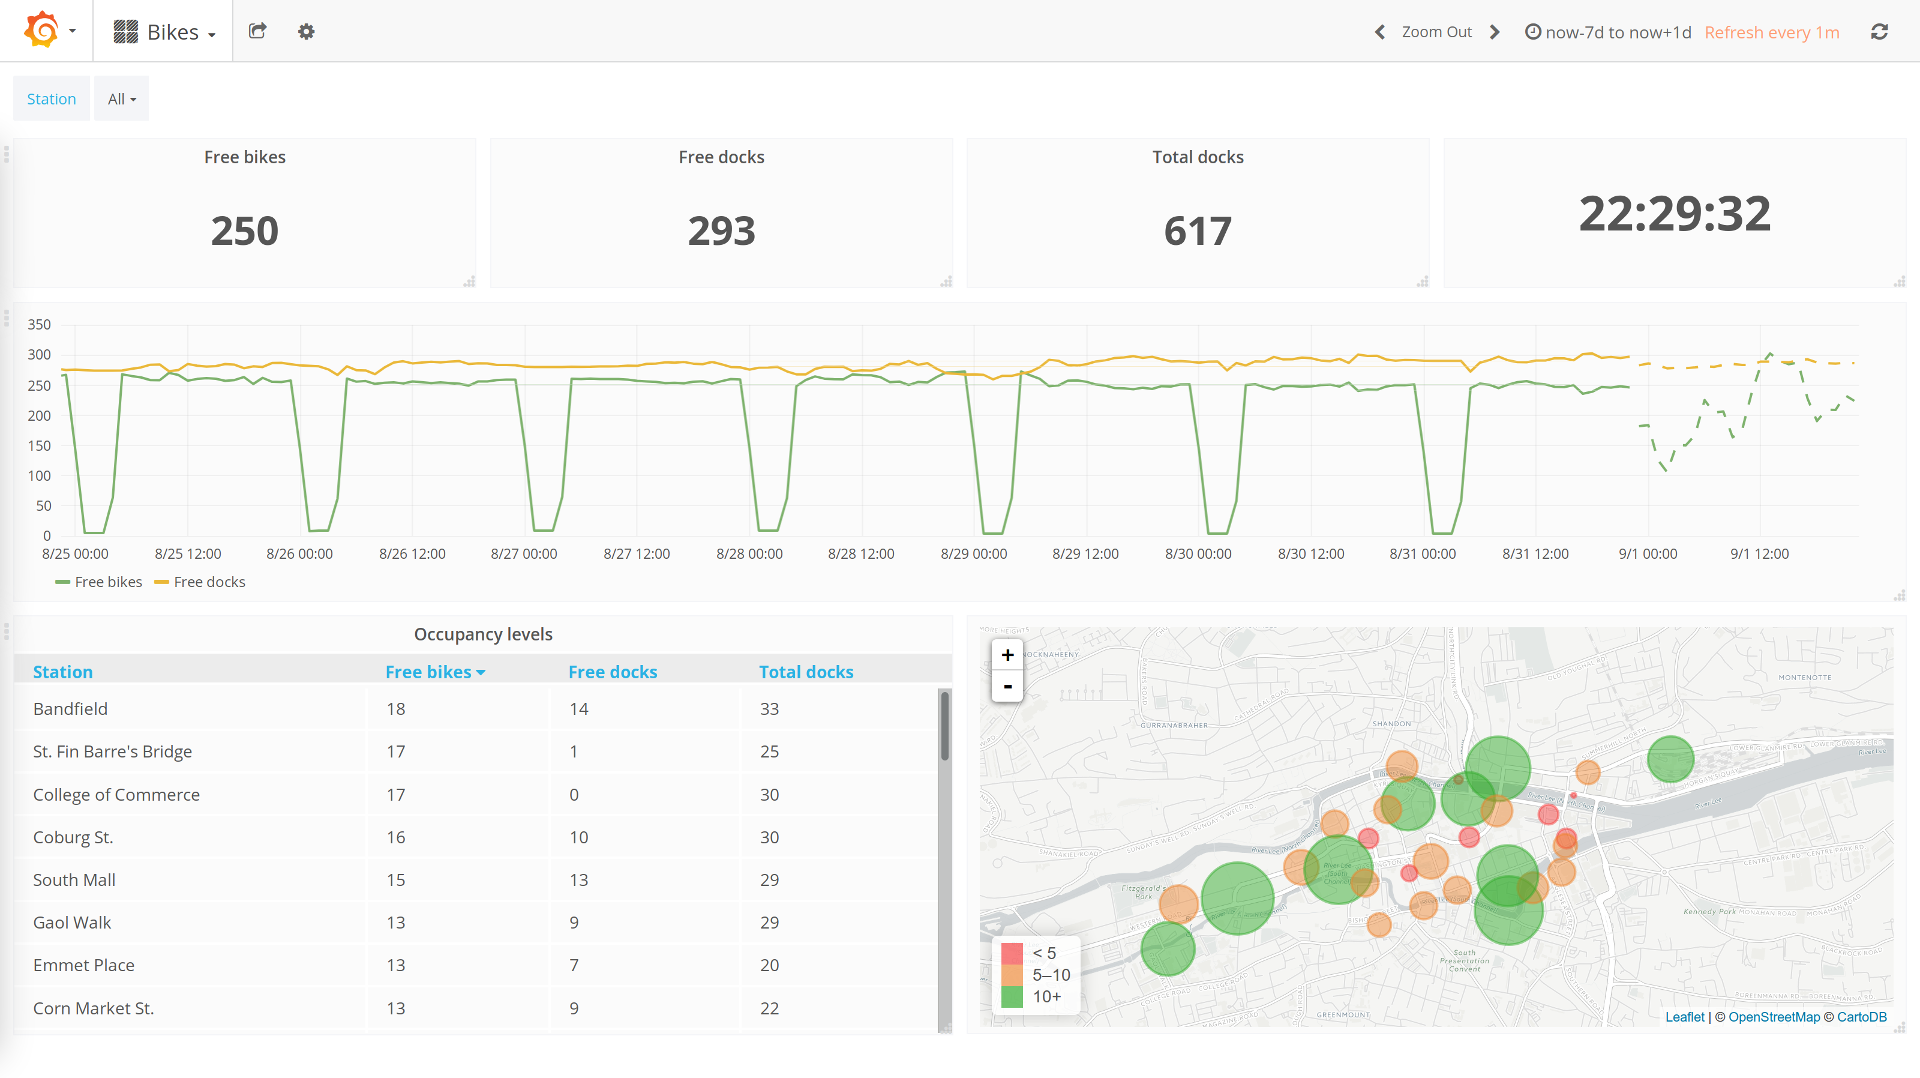 Bikes
Zoom Out
now-7d to now+1d
Refresh every 1m
Station
All
Free bikes
250
Free docks
293
Total docks
617
22:29:32
350
300
250
200
150
100
50
0
8/25 00:00
8/25 12:00
8/26 00:00
8/26 12:00
8/27 00:00
8/27 12:00
8/28 00:00
8/28 12:00
8/29 00:00
8/29 12:00
8/30 00:00
8/30 12:00
8/31 00:00
8/31 12:00
9/1 00:00
9/1 12:00
Free bikes
Free docks
Occupancy levels
Station Free bikes Free docks Total docks
Bandfield 18 14 33
St. Fin Barre's Bridge 17 1 25
College of Commerce 17 0 30
Coburg St. 16 10 30
South Mall 15 13 29
Gaol Walk 13 9 29
Emmet Place 13 7 20
Corn Market St. 13 9 22
+
-
MONTENOTTE
SHANDON
GURRANABRAHER
Fitzgerald's
Park
Kennedy Park
South
Presentation
Convent
GREENMOUNT
< 5
5–10
10+
Leaflet | © OpenStreetMap © CartoDB